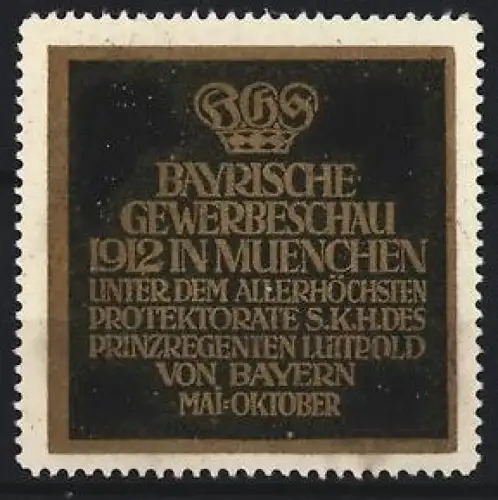 BGS
BAYRISCHE
GEWERBESCHAU
1912 IN MUENCHEN
UNTER DEM ALLERHÖCHSTEN
PROTEKTORATE S.K.H. DES
PRINZREGENTEN LUITPOLD
VON BAYERN
MAI=OKTOBER